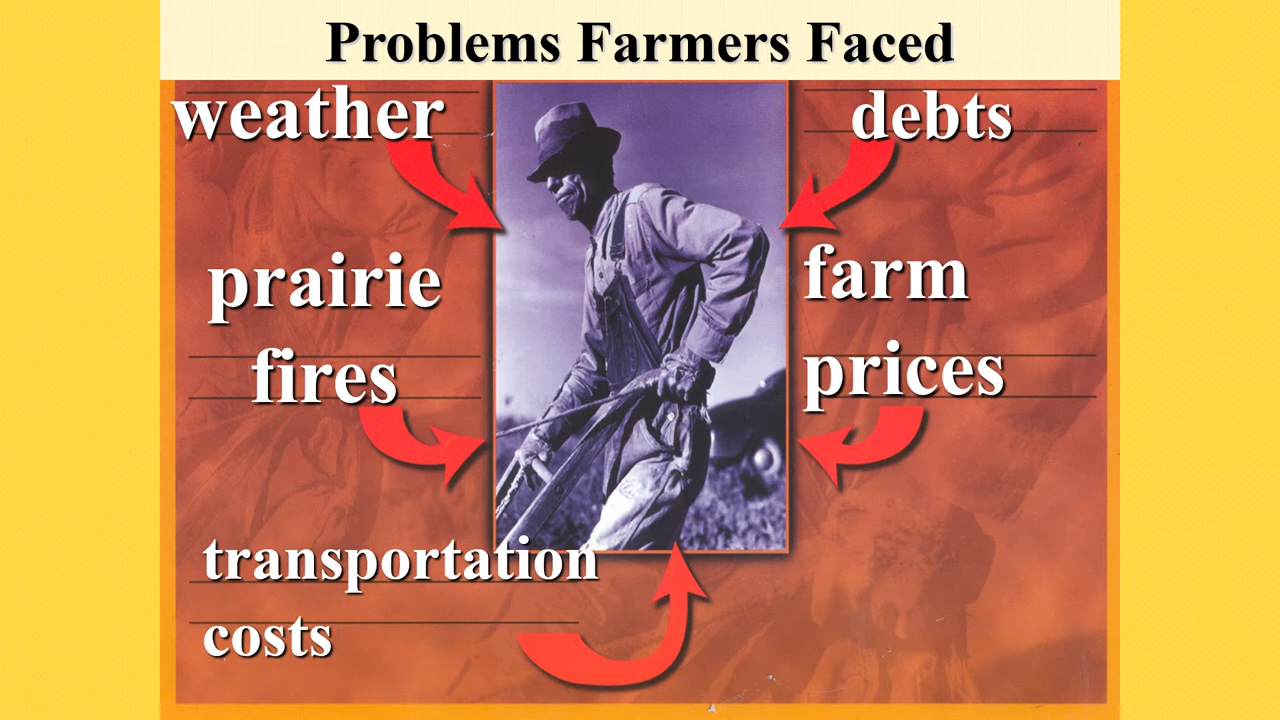 Problems Farmers Faced
weather
debts
prairie
fires
farm
prices
transportation
costs